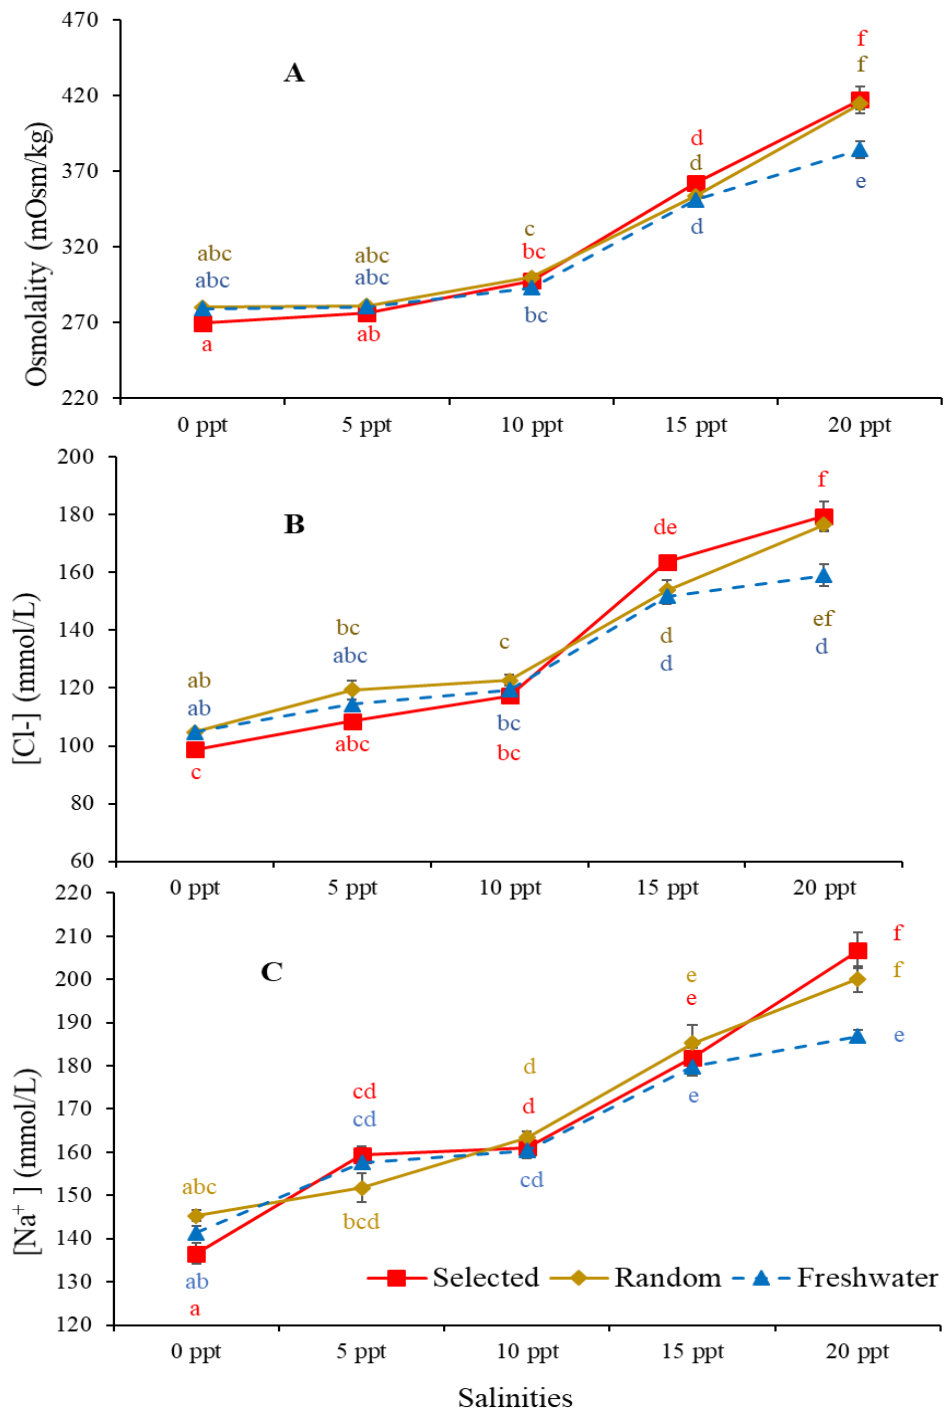 470
A
f
f
420
d
d
370
e
c
bc
d
320
abc
abc
abc
abc
bc
270
a
ab
220
Osmolality (mOsm/kg)
0 ppt 5 ppt 10 ppt 15 ppt 20 ppt
200
B
f
180
de
160
140
bc
abc
c
d
d
ef
d
120
ab
ab
100
c
abc
bc
bc
80
60
[Cl-] (mmol/L)
0 ppt 5 ppt 10 ppt 15 ppt 20 ppt
220
210
C
f
200
e
e
f
190
e
180
cd
cd
d
d
e
170
160
abc
cd
150
bcd
140
130
ab
a
Selected Random Freshwater
120
[Na+ ] (mmol/L)
0 ppt 5 ppt 10 ppt 15 ppt 20 ppt
Salinities